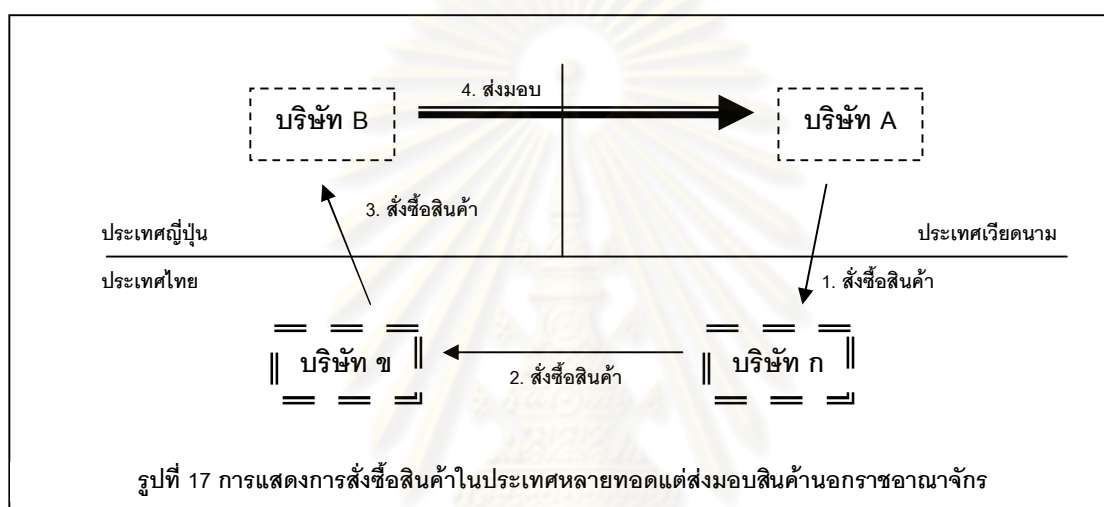 4. ส่งมอบ
บริษัท B
บริษัท A
3. สั่งซื้อสินค้า
ประเทศญี่ปุ่น
ประเทศเวียดนาม
ประเทศไทย
1. สั่งซื้อสินค้า
บริษัท ข
บริษัท ก
2. สั่งซื้อสินค้า
รูปที่ 17 การแสดงการสั่งซื้อสินค้าในประเทศหลายทอดแต่ส่งมอบสินค้านอกราชอาณาจักร